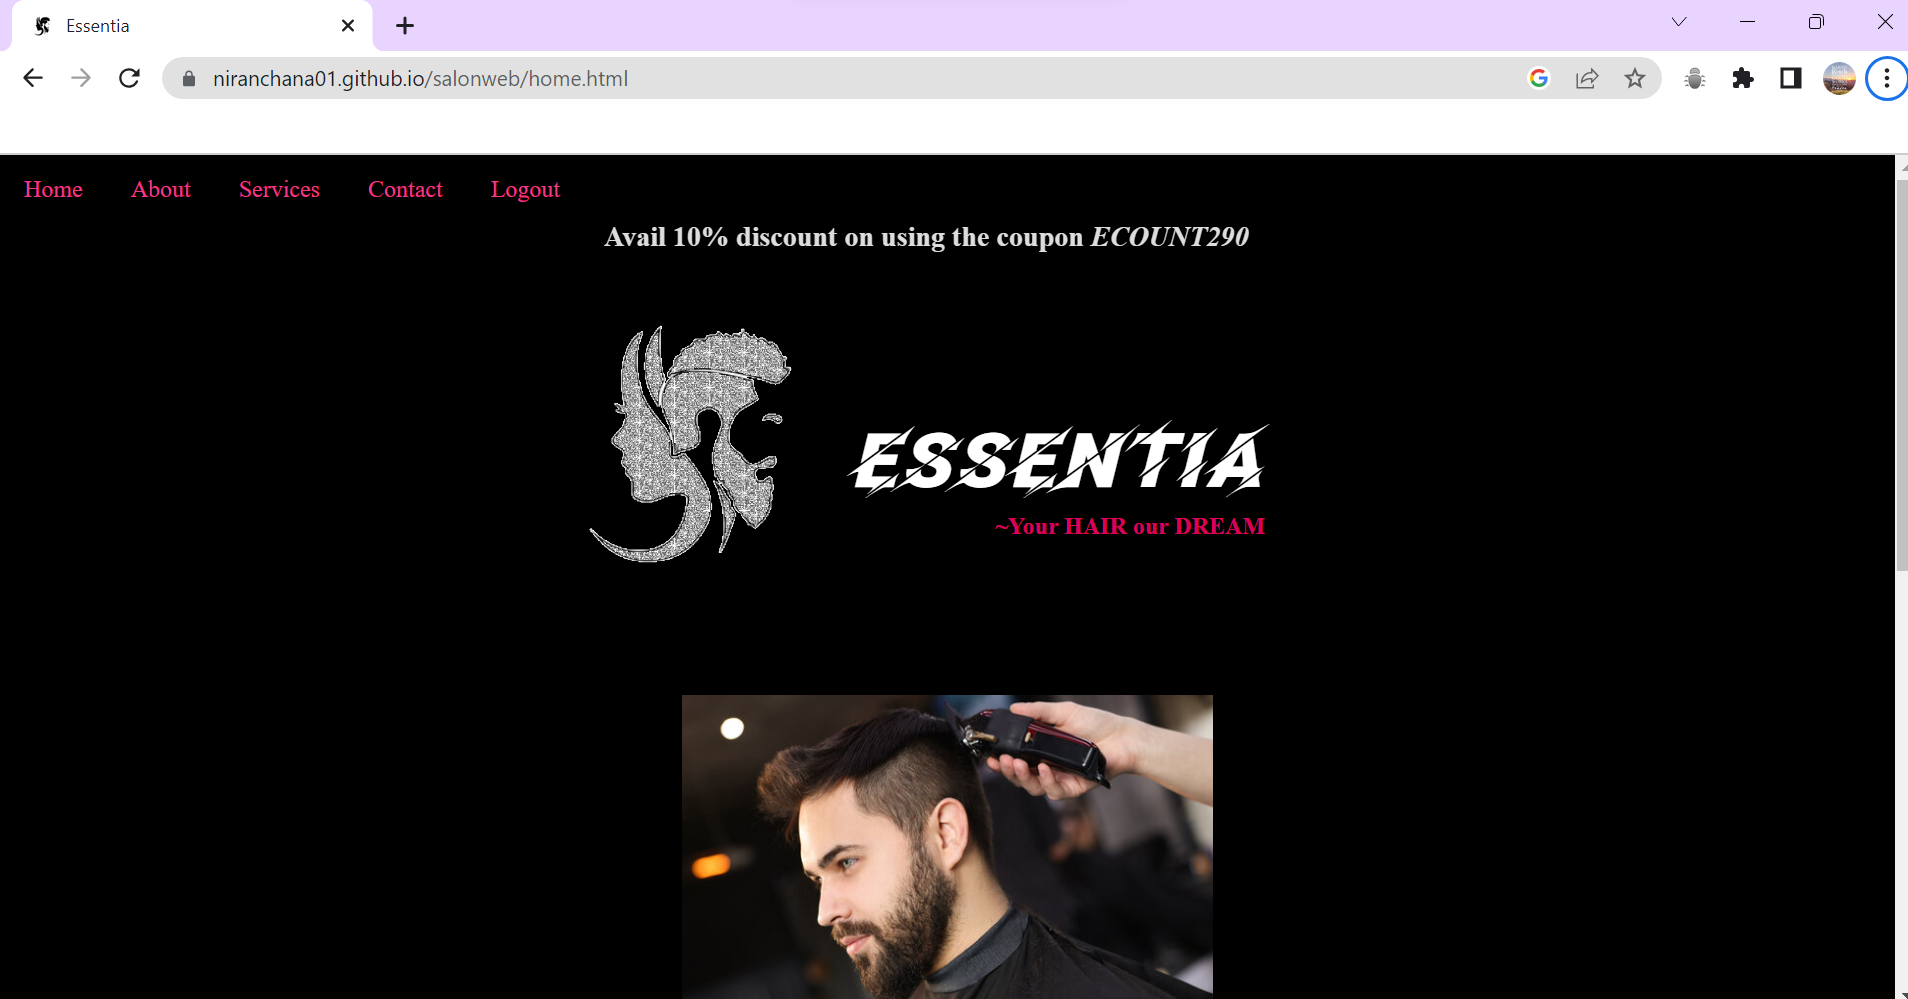 Essentia
niranchana01.github.io/salonweb/home.html
Home About Services Contact Logout
Avail 10% discount on using the coupon ECOUNT290
ESSENTIA
~Your HAIR our DREAM